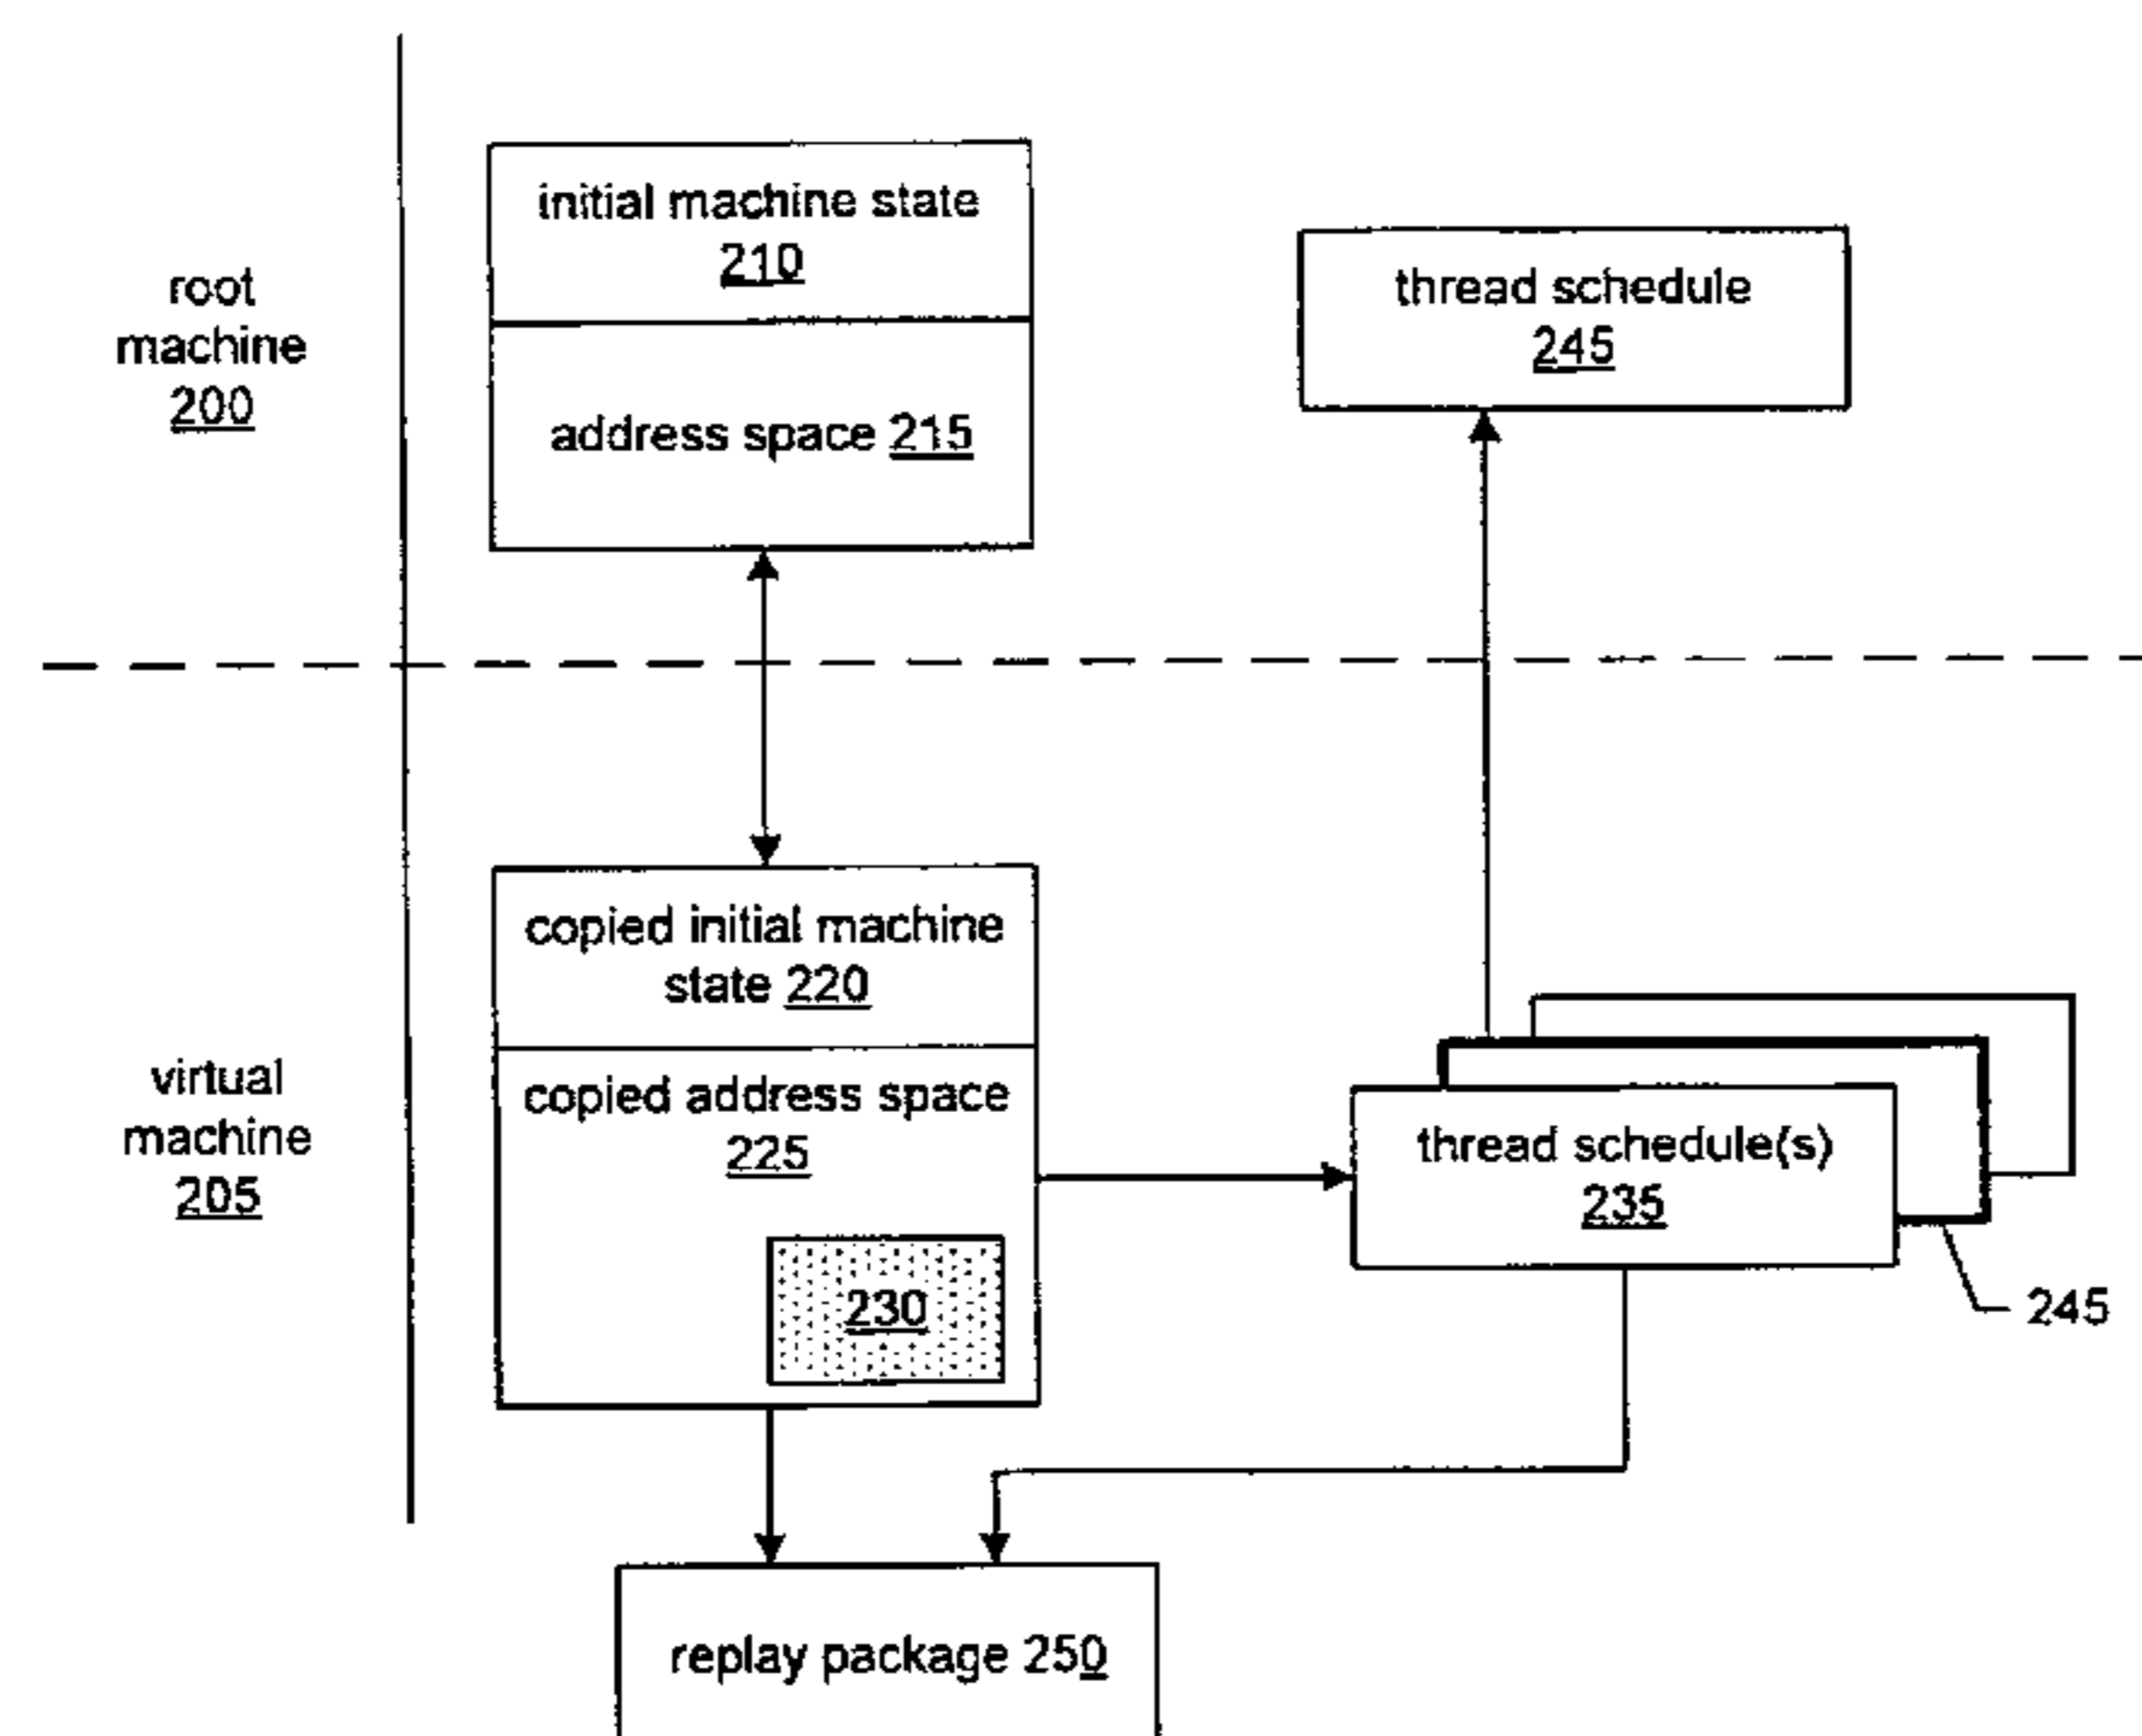 initial machine state
210
address space 215
root
machine
200
thread schedule
245
copied initial machine
state 220
copied address space
225
230
virtual
machine
205
thread schedule(s)
235
245
replay package 250